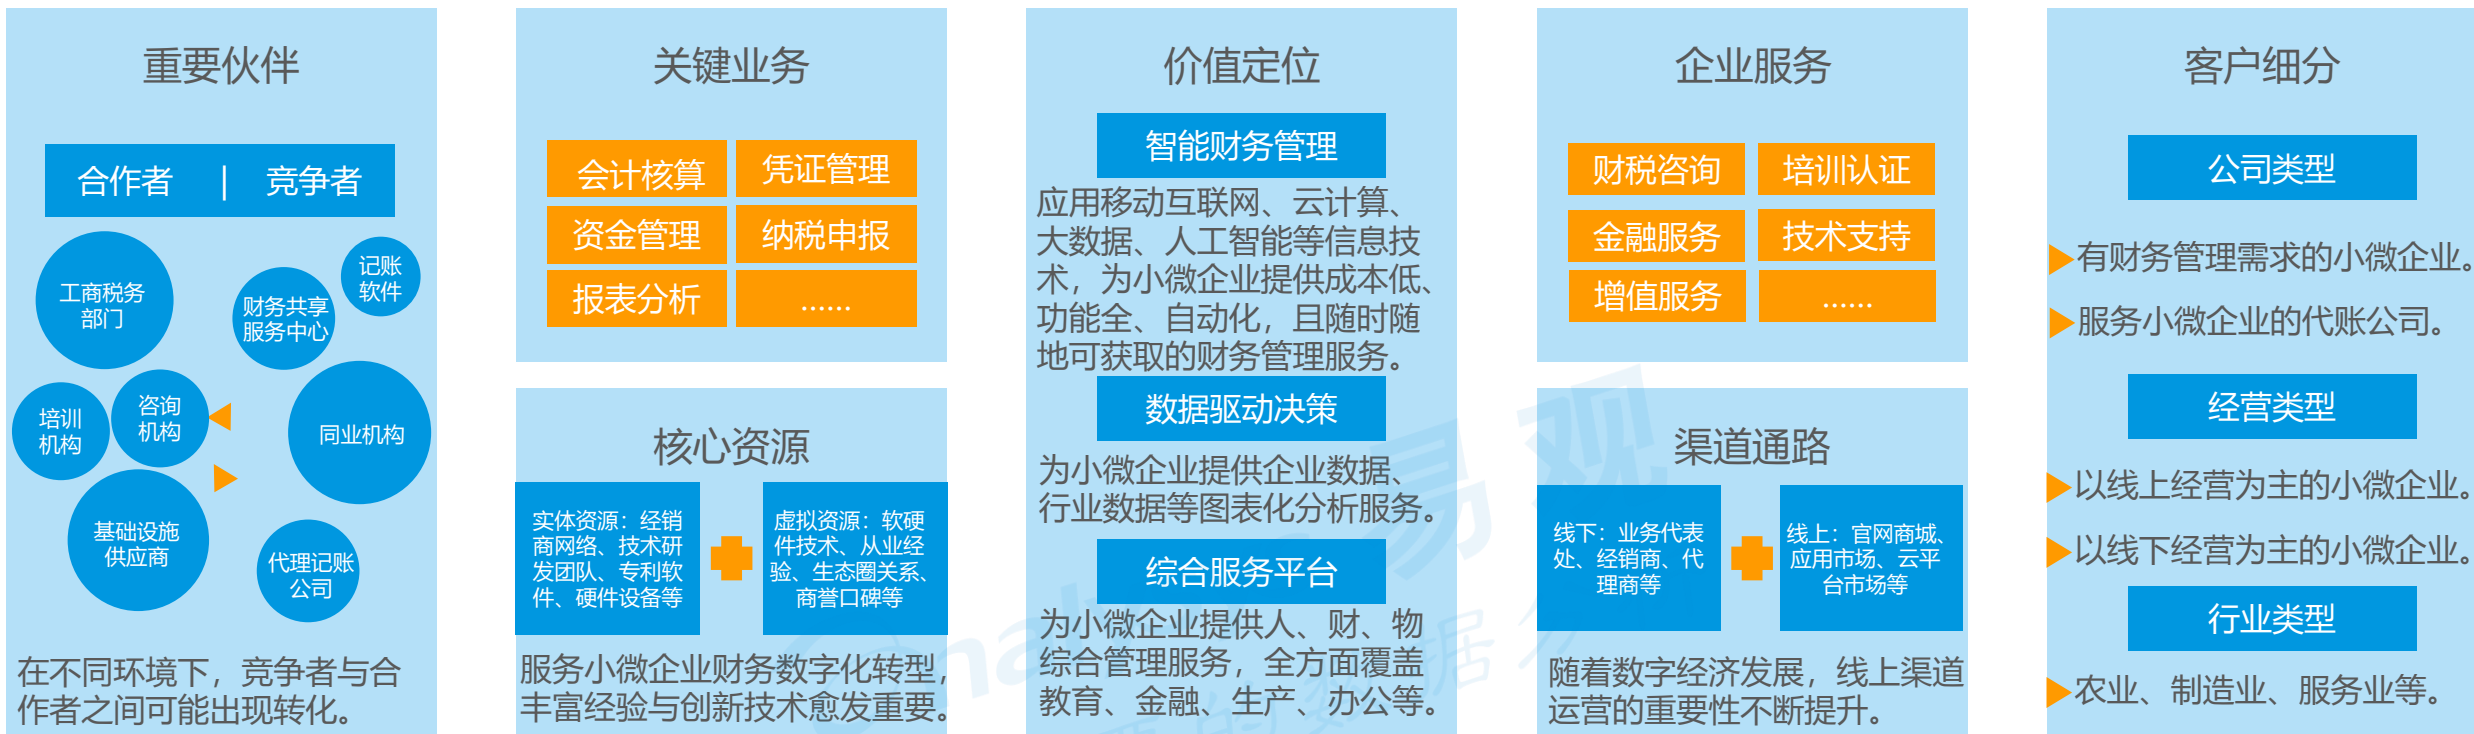 重要伙伴
合作者 | 竞争者
工商税务
部门
财务共享
服务中心
记账
软件
培训
机构
咨询
机构
同业机构
基础设施
供应商
代理记账
公司
在不同环境下，竞争者与合
作者之间可能出现转化。
关键业务
会计核算
凭证管理
资金管理
纳税申报
报表分析
......
核心资源
实体资源：经销
商网络、技术研
发团队、专利软
件、硬件设备等
虚拟资源：软硬
件技术、从业经
验、生态圈关系、
商誉口碑等
服务小微企业财务数字化转型，
丰富经验与创新技术愈发重要。
价值定位
智能财务管理
应用移动互联网、云计算、
大数据、人工智能等信息技
术，为小微企业提供成本低、
功能全、自动化，且随时随
地可获取的财务管理服务。
数据驱动决策
为小微企业提供企业数据、
行业数据等图表化分析服务。
综合服务平台
为小微企业提供人、财、物
综合管理服务，全方面覆盖
教育、金融、生产、办公等。
企业服务
财税咨询
培训认证
金融服务
技术支持
增值服务
......
渠道通路
线下：业务代表
处、经销商、代
理商等
线上：官网商城、
应用市场、云平
台市场等
随着数字经济发展，线上渠道
运营的重要性不断提升。
客户细分
公司类型
有财务管理需求的小微企业。
服务小微企业的代账公司。
经营类型
以线上经营为主的小微企业。
以线下经营为主的小微企业。
行业类型
农业、制造业、服务业等。
易观